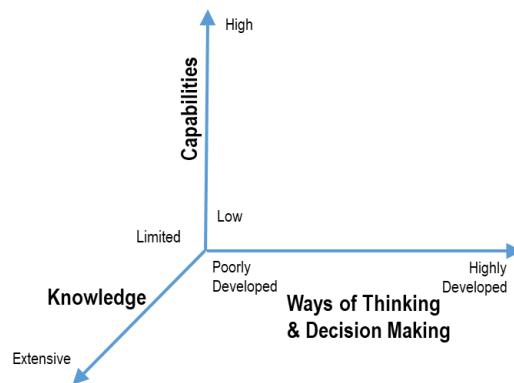 High
Capabilities
Low
Limited
Poorly
Developed
Highly
Developed
Knowledge
Ways of Thinking
& Decision Making
Extensive